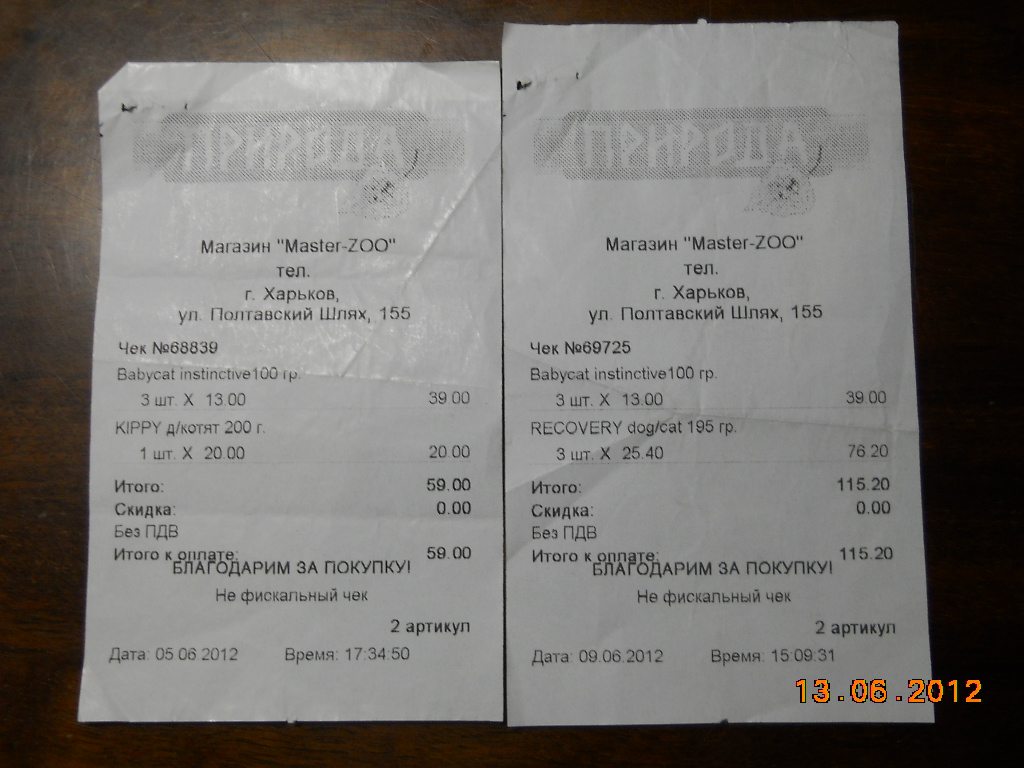 ПРИРОДА
Магазин "Master-ZOO"
тел.
г. Харьков,
ул. Полтавский Шлях, 155
Чек №68839
Babycat instinctive100 гр.
3 шт. X 13.00 39.00
KIPPY д/котят 200 г.
1 шт. X 20.00 20.00
Итого: 59.00
Скидка: 0.00
Без ПДВ
Итого к оплате: 59.00
БЛАГОДАРИМ ЗА ПОКУПКУ!
Не фискальный чек
2 артикул
Дата: 05.06.2012 Время: 17:34:50
ПРИРОДА
Магазин "Master-ZOO"
тел.
г. Харьков,
ул. Полтавский Шлях, 155
Чек №69725
Babycat instinctive100 гр.
3 шт. X 13.00 39.00
RECOVERY dog/cat 195 гр.
3 шт. X 25.40 76.20
Итого: 115.20
Скидка: 0.00
Без ПДВ
Итого к оплате: 115.20
БЛАГОДАРИМ ЗА ПОКУПКУ!
Не фискальный чек
2 артикул
Дата: 09.06.2012 Время: 15:09:31
13.06.2012